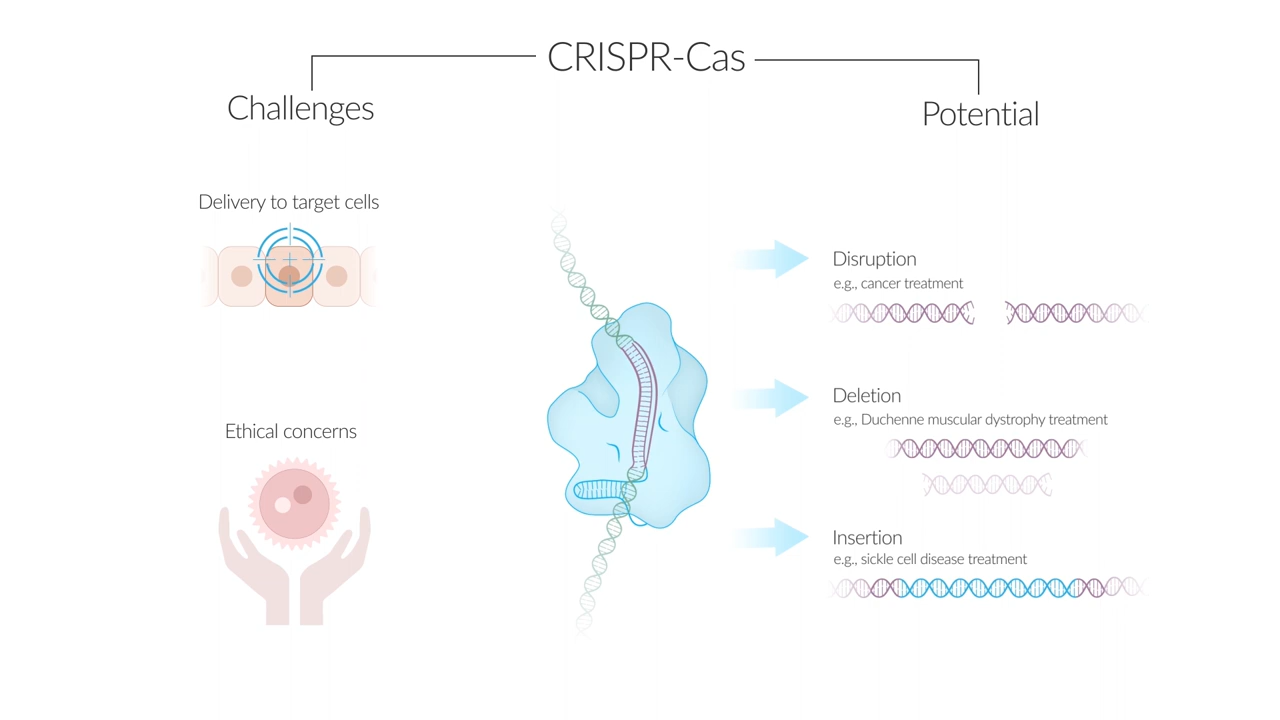 CRISPR-Cas
Challenges
Potential
Delivery to target cells
Ethical concerns
Disruption
e.g., cancer treatment
Deletion
e.g., Duchenne muscular dystrophy treatment
Insertion
e.g., sickle cell disease treatment